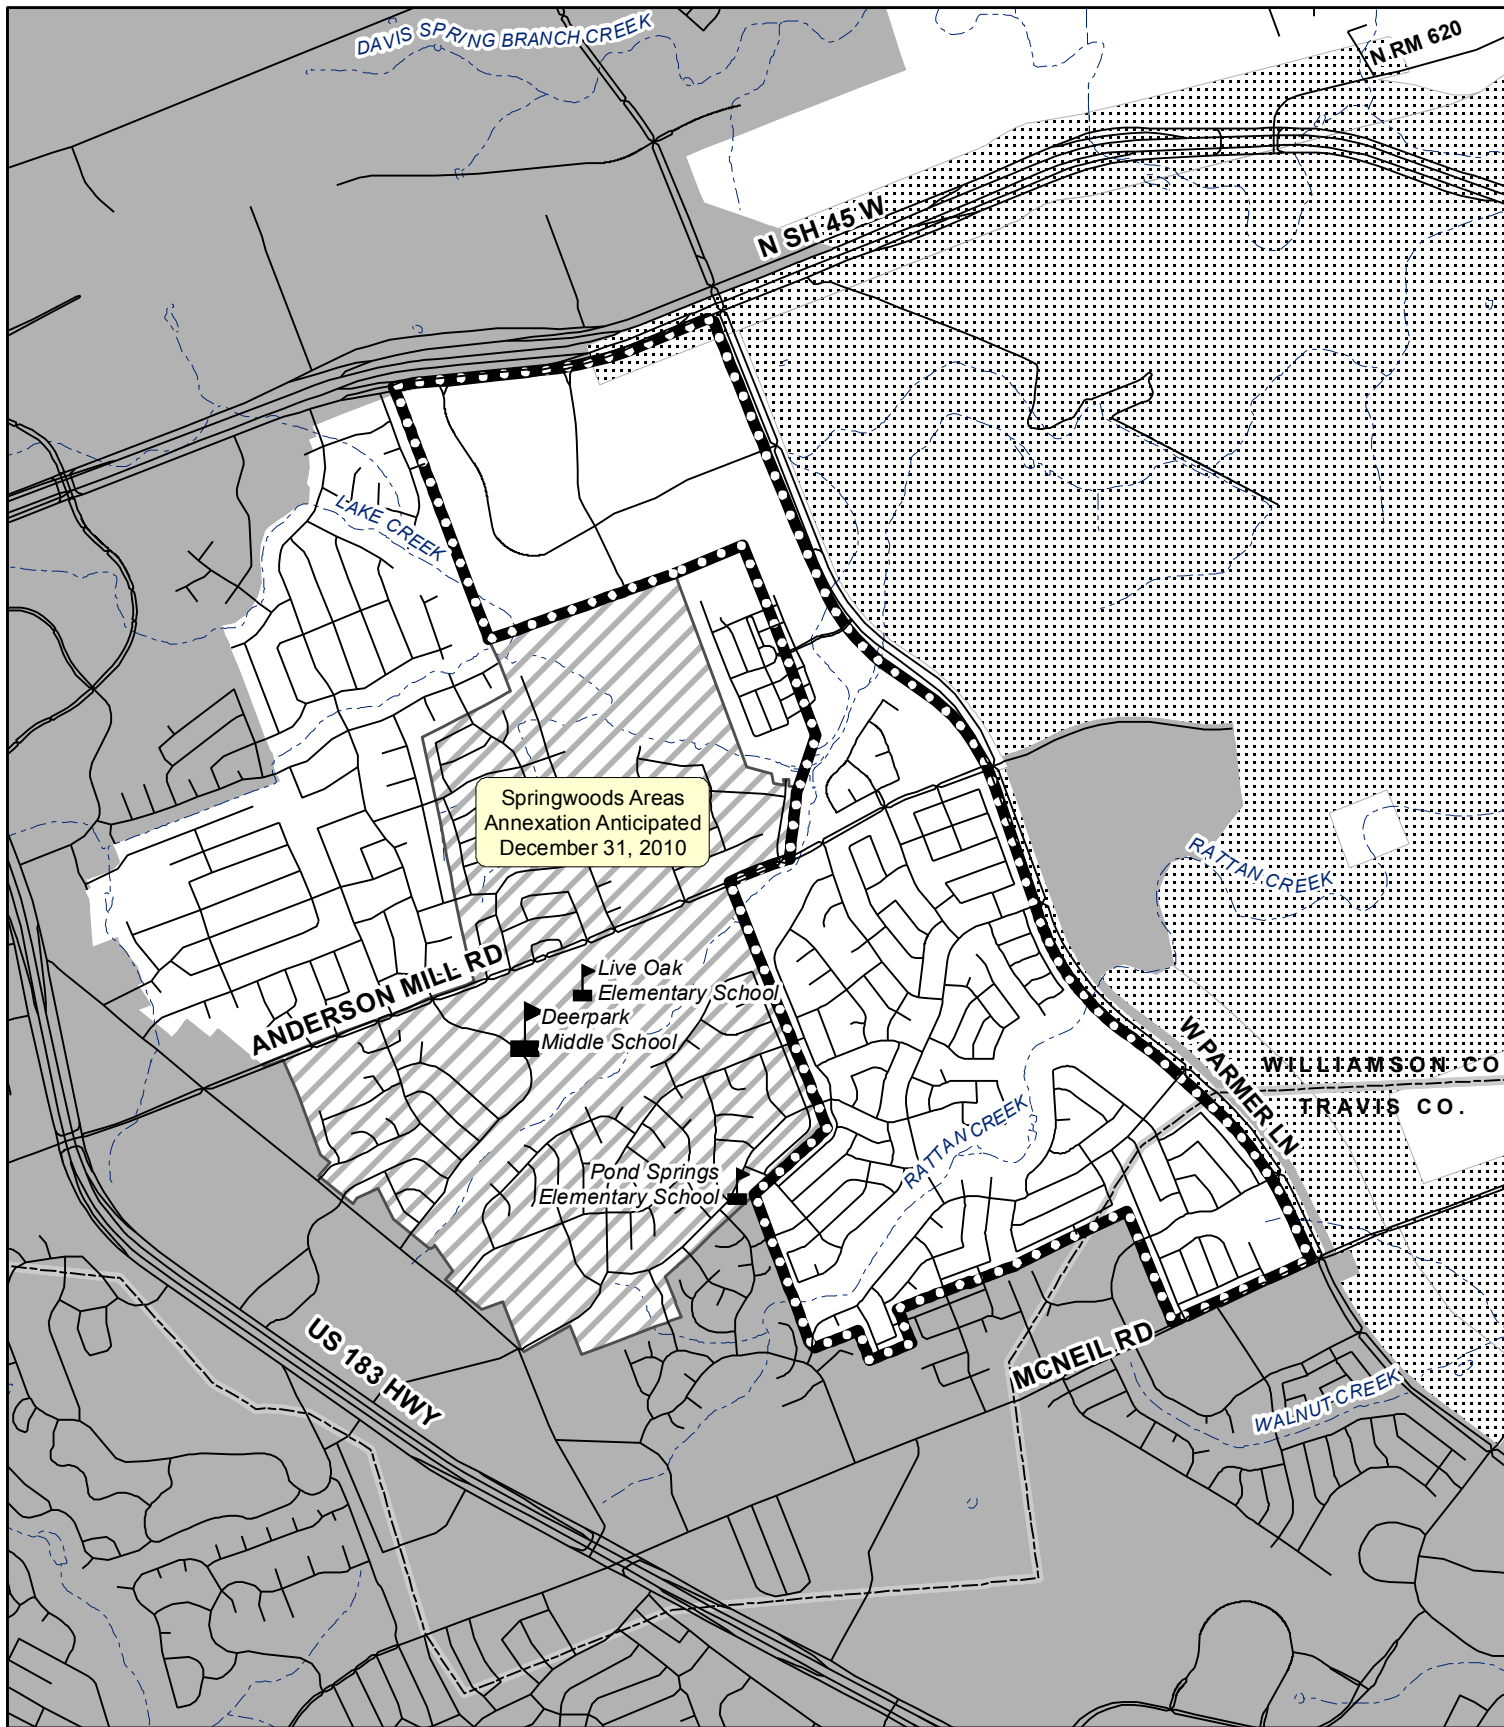 DAVIS SPRING BRANCH CREEK
N RM 620
N SH 45 W
LAKE CREEK
Springwoods Areas
Annexation Anticipated
December 31, 2010
RATTAN CREEK
ANDERSON MILL RD
Live Oak
Elementary School
Deerpark
Middle School
W PARMER LN
WILLIAMSON CO
TRAVIS CO.
RATTAN CREEK
Pond Springs
Elementary School
US 183 HWY
MCNEIL RD
WALNUT CREEK